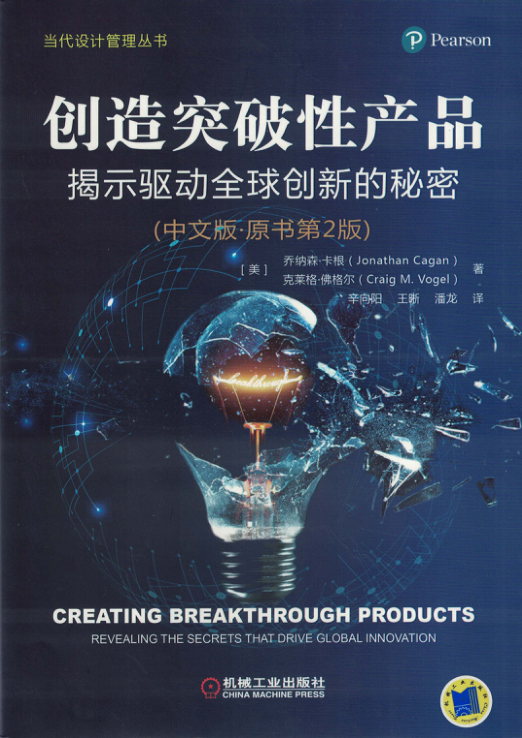 当代设计管理丛书
Pearson
创造突破性产品
揭示驱动全球创新的秘密
(中文版·原书第2版)
[美] 乔纳森·卡根(Jonathan Cagan) 著
克莱格·佛格尔(Craig M. Vogel)
辛向阳 王晰 潘龙 译
CREATING BREAKTHROUGH PRODUCTS
REVEALING THE SECRETS THAT DRIVE GLOBAL INNOVATION
机械工业出版社
CHINA MACHINE PRESS